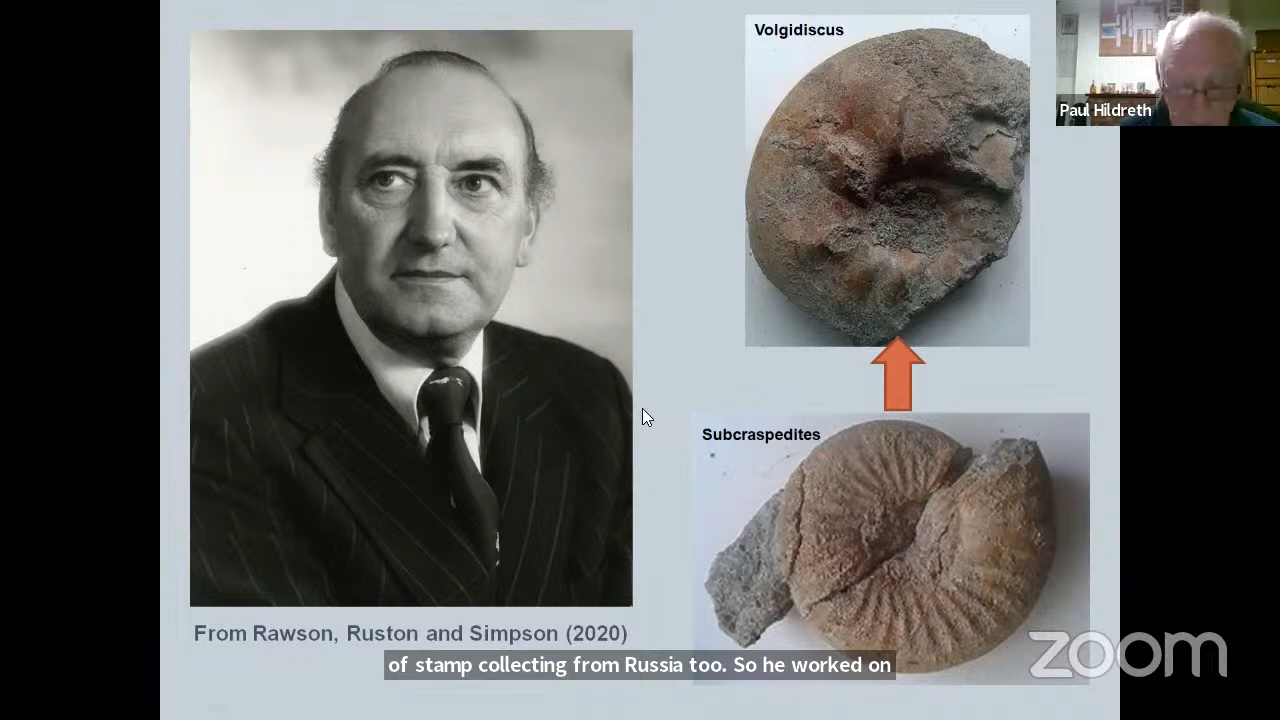 Volgidiscus
Paul Hildreth
Subcraspedites
From Rawson, Ruston and Simpson (2020)
of stamp collecting from Russia too. So he worked on
zoom